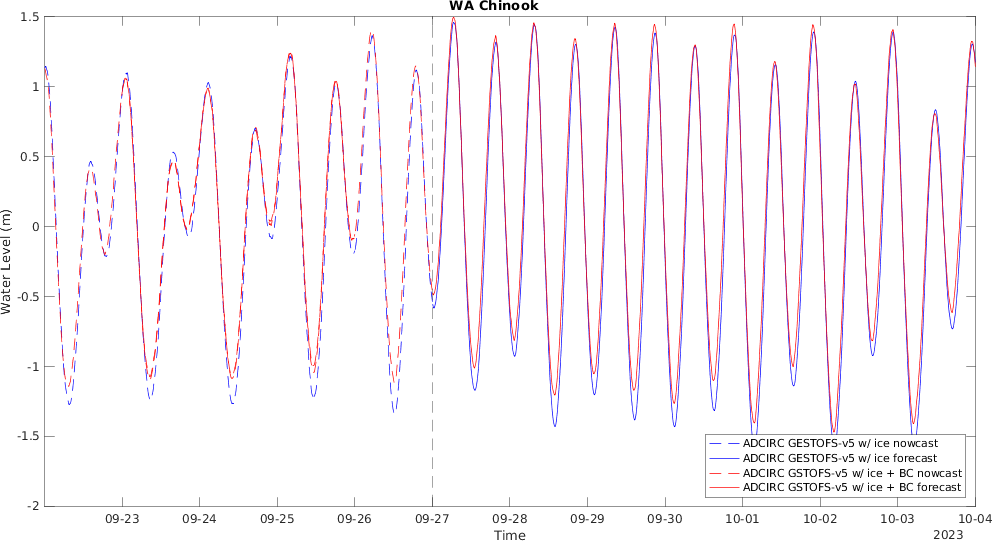 WA Chinook
1.5
1
0.5
0
-0.5
-1
-1.5
-2
Water Level (m)
ADCIRC GESTOFS-v5 w/ ice nowcast
ADCIRC GESTOFS-v5 w/ ice forecast
ADCIRC GSTOFS-v5 w/ ice + BC nowcast
ADCIRC GSTOFS-v5 w/ ice + BC forecast
09-23 09-24 09-25 09-26 09-27 09-28 09-29 09-30 10-01 10-02 10-03 10-04
Time 2023